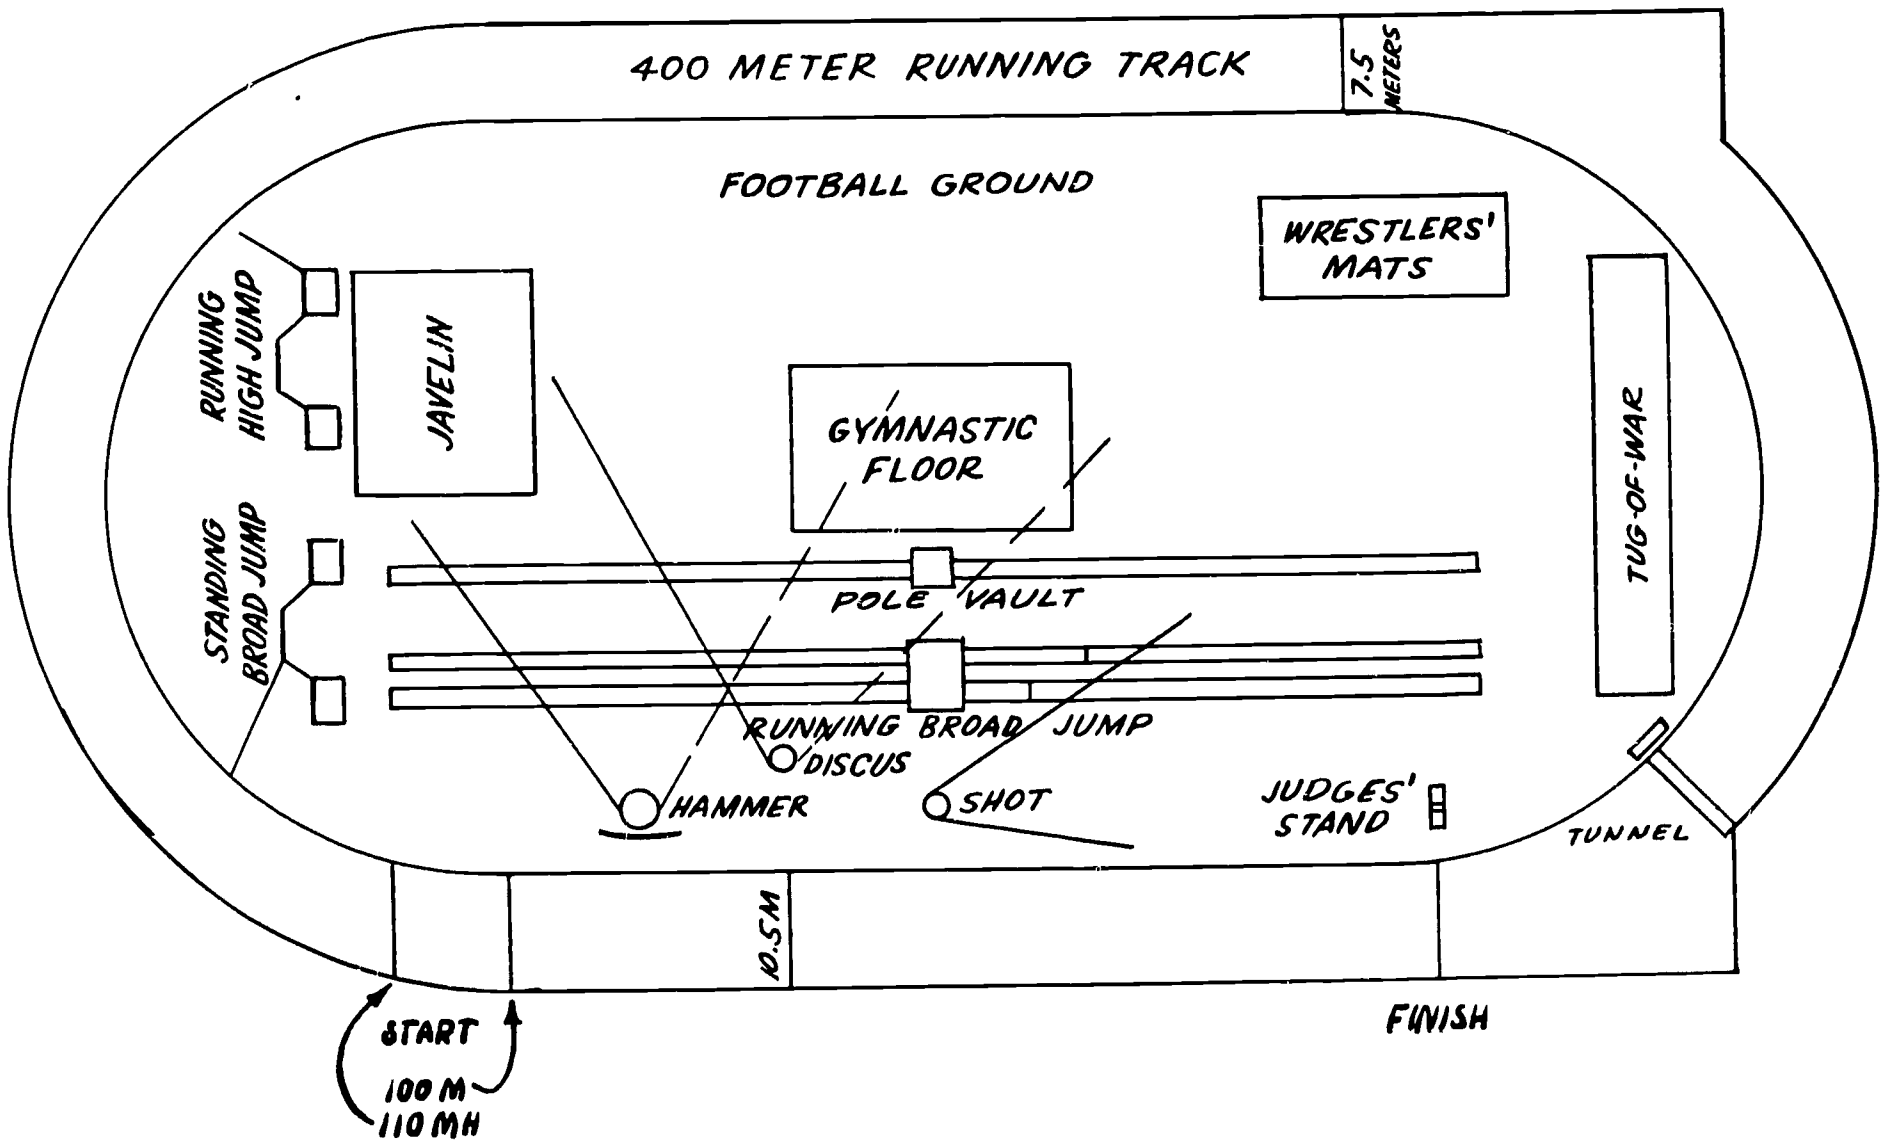 400 METER RUNNING TRACK
7.5
METERS
FOOTBALL GROUND
WRESTLERS'
MATS
RUNNING
HIGH JUMP
JAVELIN
GYMNASTIC
FLOOR
TUG-OF-WAR
STANDING
BROAD JUMP
POLE VAULT
RUNNING BROAD JUMP
DISCUS
HAMMER
SHOT
JUDGES'
STAND
TUNNEL
10.5M
START
100 M
110 MH
FINISH